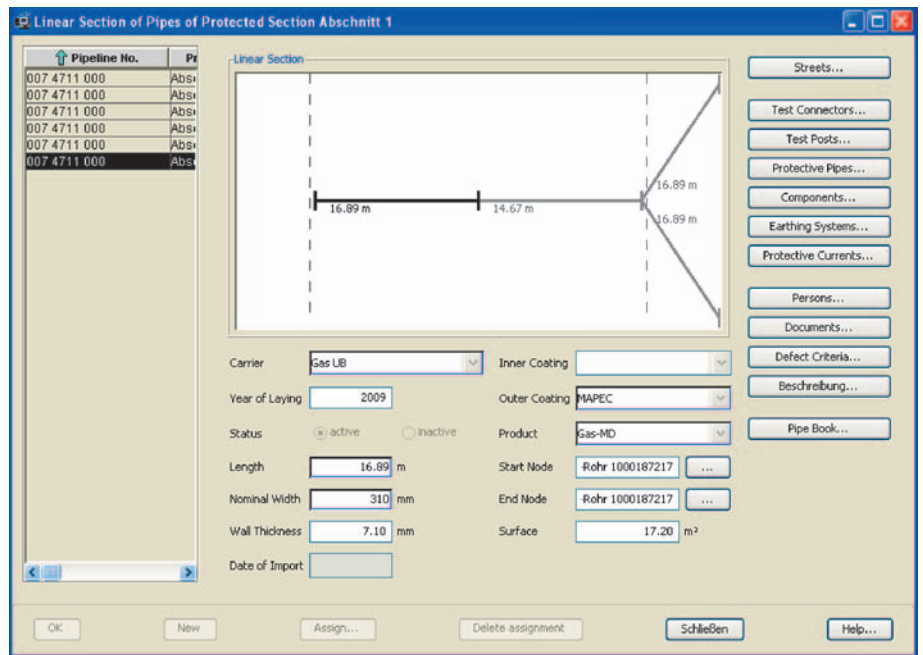 Linear Section of Pipes of Protected Section Abschnitt 1
Pipeline No. Pr
007 4711 000 Abs
007 4711 000 Abs
007 4711 000 Abs
007 4711 000 Abs
007 4711 000 Abs
007 4711 000 Abs
Linear Section
16.89 m
14.67 m
16.89 m
16.89 m
Carrier Gas UB
Year of Laying 2009
Status active inactive
Length 16.89 m
Nominal Width 310 mm
Wall Thickness 7.10 mm
Date of Import
Inner Coating
Outer Coating MAPEC
Product Gas-MD
Start Node -Rohr 1000187217 ...
End Node -Rohr 1000187217 ...
Surface 17.20 m²
Streets...
Test Connectors...
Test Posts...
Protective Pipes...
Components...
Earthing Systems...
Protective Currents...
Persons...
Documents...
Defect Criteria...
Beschreibung...
Pipe Book...
OK New Assign... Delete assignment Schließen Help...